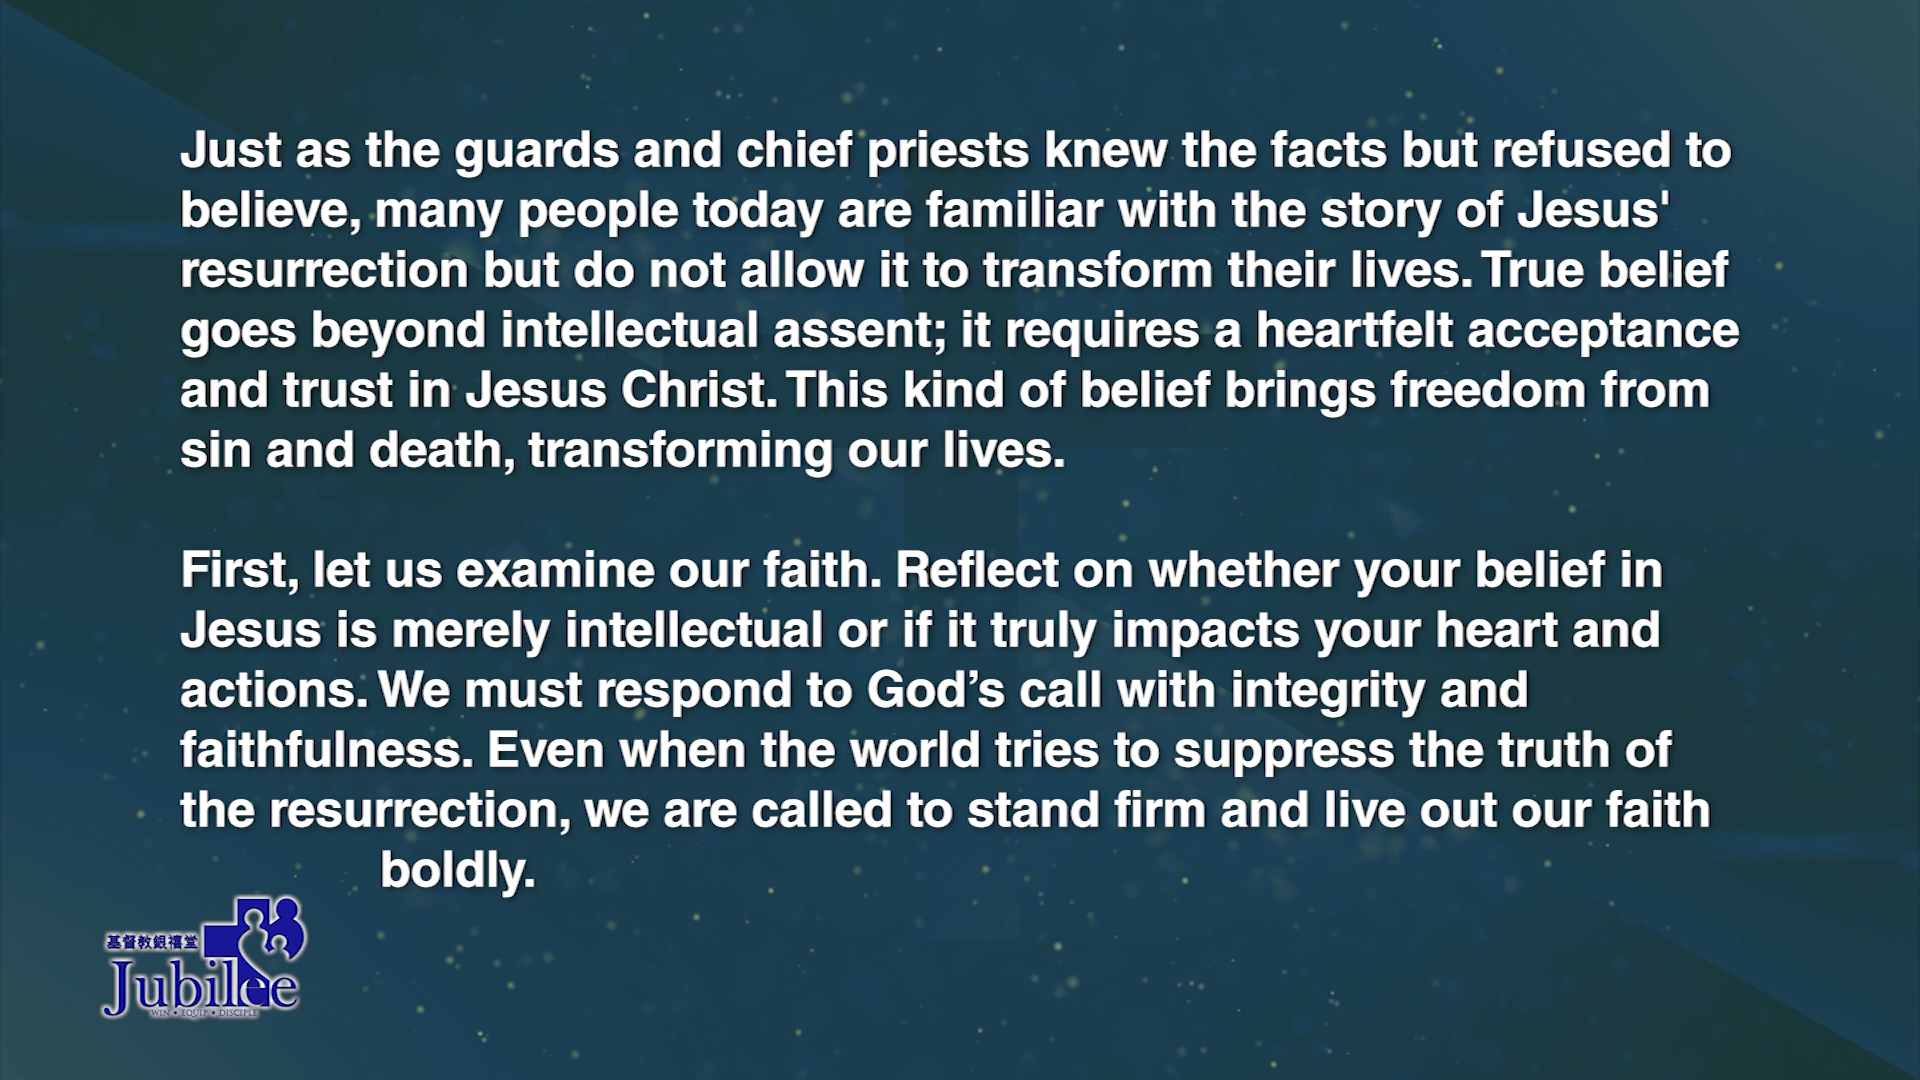 Just as the guards and chief priests knew the facts but refused to
believe, many people today are familiar with the story of Jesus'
resurrection but do not allow it to transform their lives. True belief
goes beyond intellectual assent; it requires a heartfelt acceptance
and trust in Jesus Christ. This kind of belief brings freedom from
sin and death, transforming our lives.
First, let us examine our faith. Reflect on whether your belief in
Jesus is merely intellectual or if it truly impacts your heart and
actions. We must respond to God’s call with integrity and
faithfulness. Even when the world tries to suppress the truth of
the resurrection, we are called to stand firm and live out our faith
boldly.
基督教銀禧堂
Jubilee
WIN • EQUIP • DISCIPLE